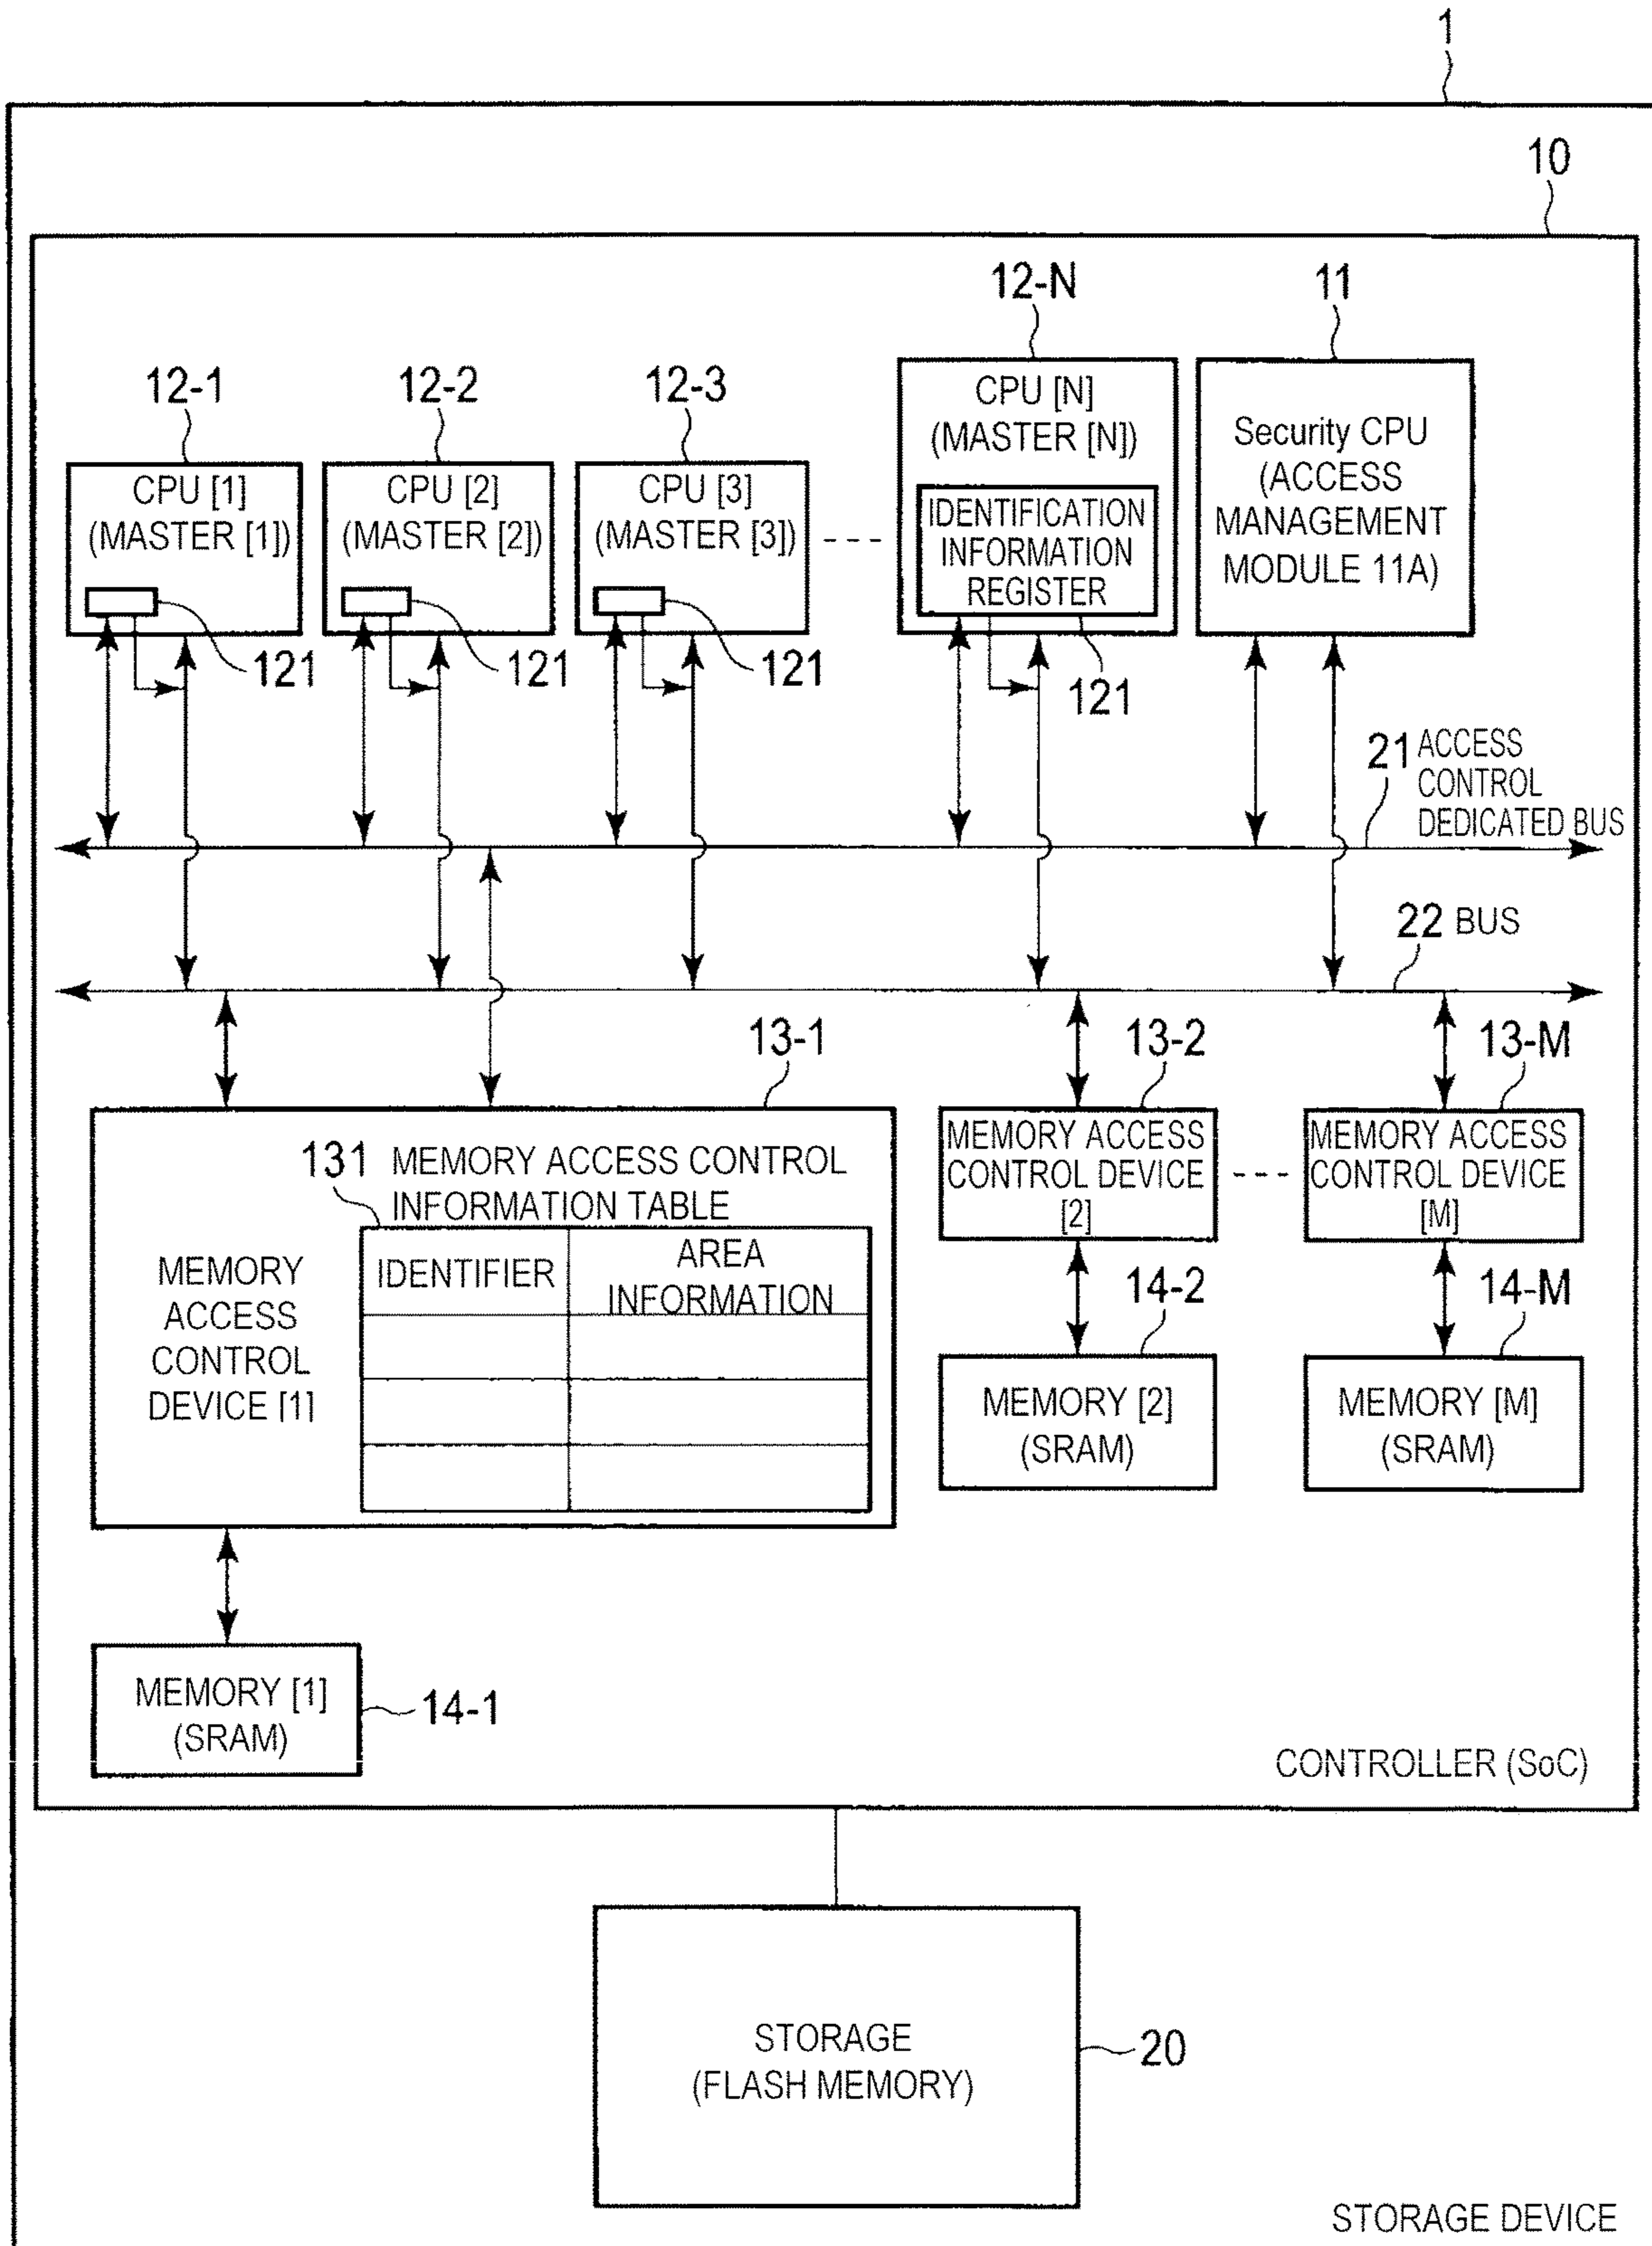 1
10
12-N
11
12-1
12-2
12-3
CPU [1]
(MASTER [1])
CPU [2]
(MASTER [2])
CPU [3]
(MASTER [3])
---
CPU [N]
(MASTER [N])
IDENTIFICATION
INFORMATION
REGISTER
Security CPU
(ACCESS
MANAGEMENT
MODULE 11A)
121
121
121
121
21 ACCESS
CONTROL
DEDICATED BUS
22 BUS
13-1
13-2
13-M
131 MEMORY ACCESS CONTROL
INFORMATION TABLE
MEMORY
ACCESS
CONTROL
DEVICE [1]
IDENTIFIER
AREA
INFORMATION
MEMORY ACCESS
CONTROL DEVICE
[2]
---
MEMORY ACCESS
CONTROL DEVICE
[M]
14-2
14-M
MEMORY [2]
(SRAM)
MEMORY [M]
(SRAM)
MEMORY [1]
(SRAM)
14-1
CONTROLLER (SoC)
STORAGE
(FLASH MEMORY)
20
STORAGE DEVICE